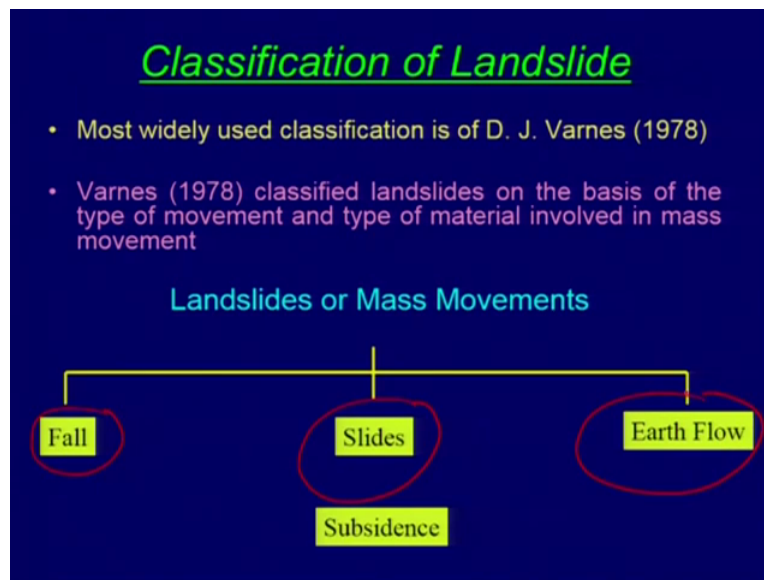 Classification of Landslide
• Most widely used classification is of D. J. Varnes (1978)
• Varnes (1978) classified landslides on the basis of the
type of movement and type of material involved in mass
movement
Landslides or Mass Movements
Fall
Slides
Earth Flow
Subsidence